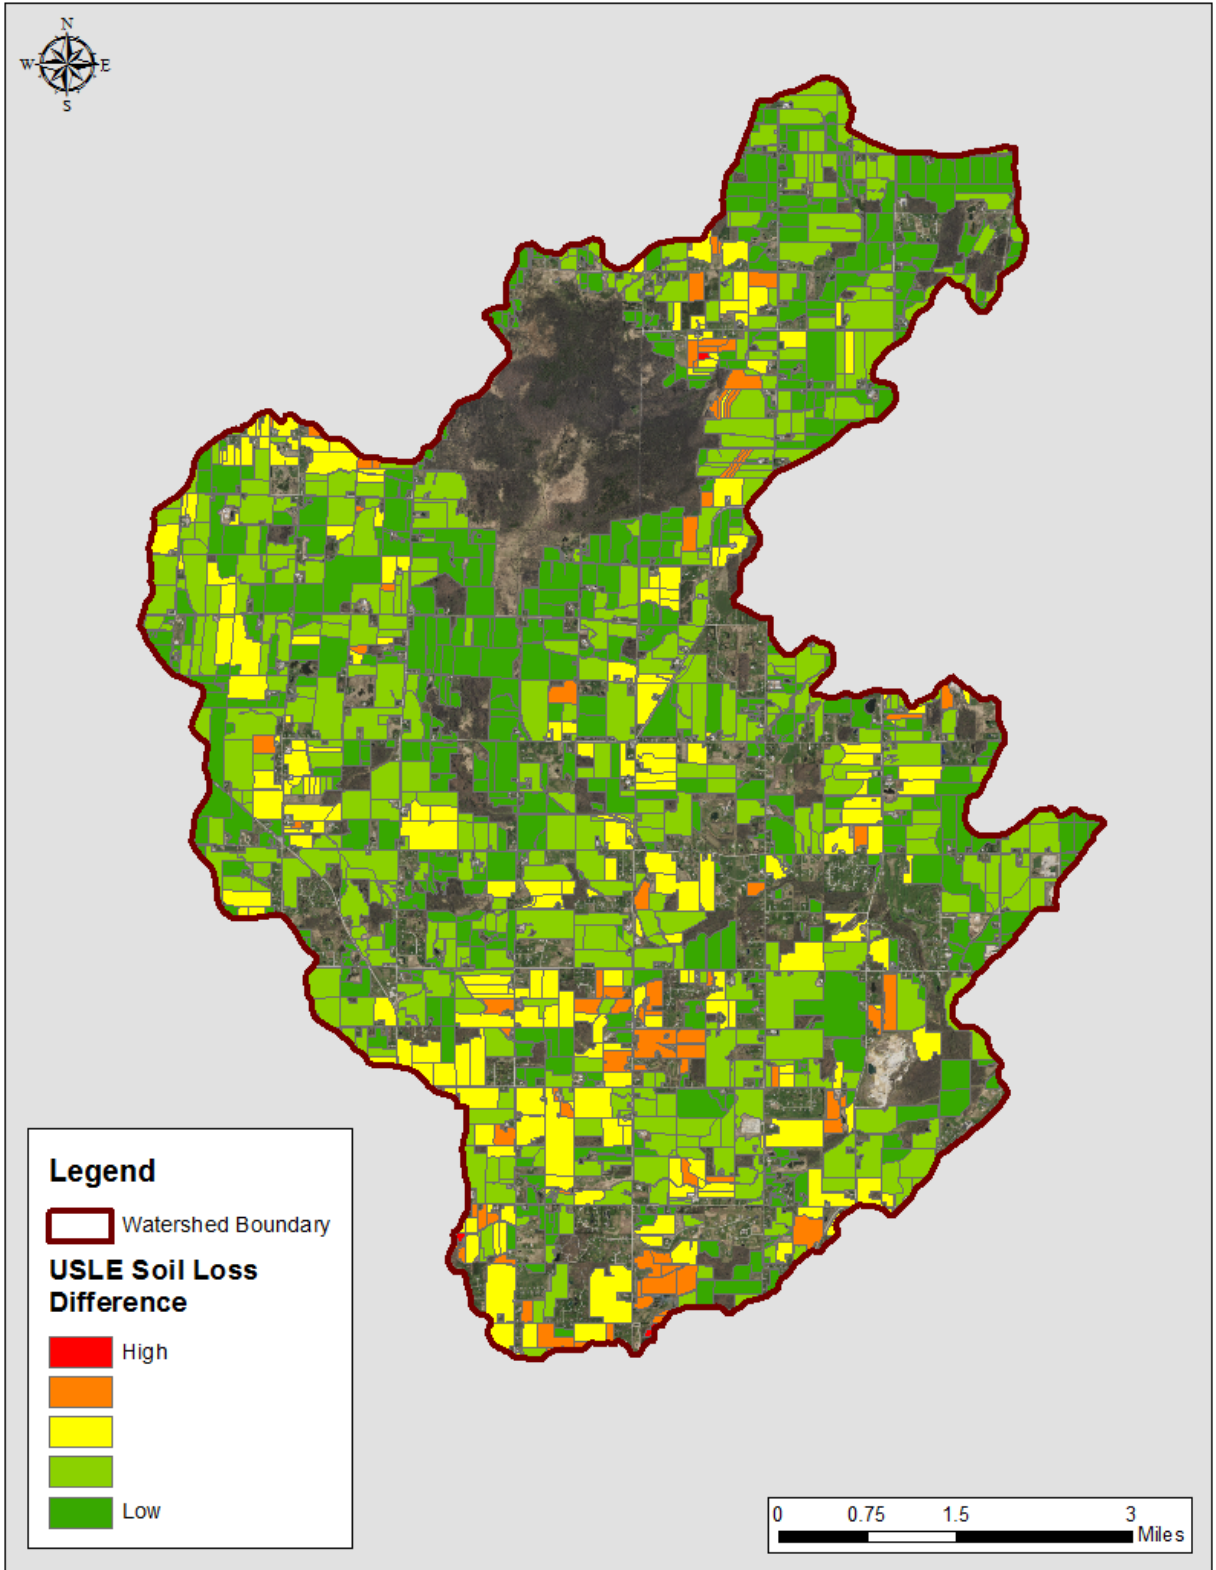 N
W E
S
Legend
Watershed Boundary
USLE Soil Loss
Difference
High
Low
0 0.75 1.5 3
Miles